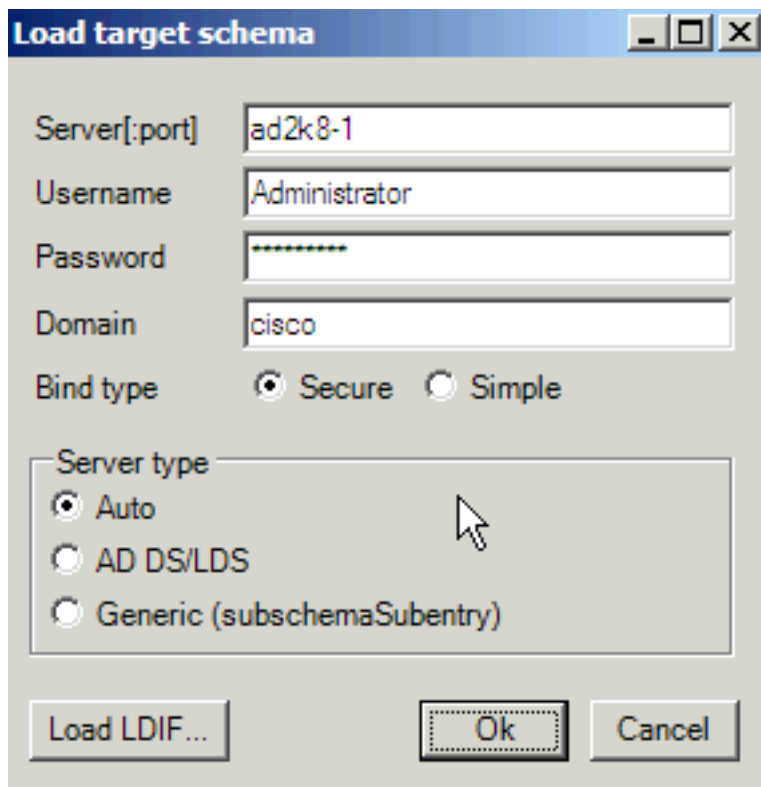 Load target schema
Server[:port] ad2k8-1
Username Administrator
Password *********
Domain cisco
Bind type Secure Simple
Server type
Auto
AD DS/LDS
Generic (subschemaSubentry)
Load LDIF... Ok Cancel